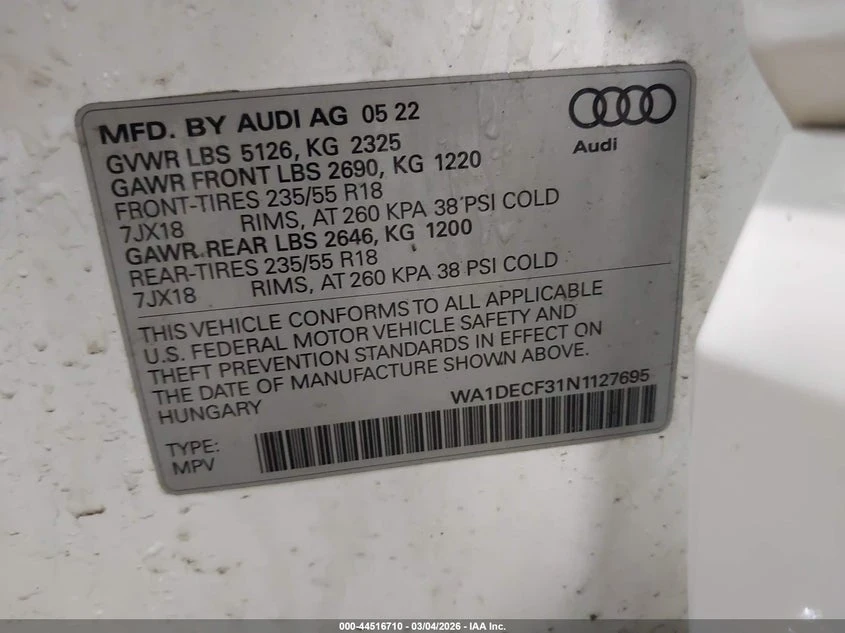 MFD. BY AUDI AG 05 22
Audi
GVWR LBS 5126, KG 2325
GAWR FRONT LBS 2690, KG 1220
FRONT-TIRES 235/55 R18
7JX18 RIMS, AT 260 KPA 38 PSI COLD
GAWR REAR LBS 2646, KG 1200
REAR-TIRES 235/55 R18
7JX18 RIMS, AT 260 KPA 38 PSI COLD
THIS VEHICLE CONFORMS TO ALL APPLICABLE
U.S. FEDERAL MOTOR VEHICLE SAFETY AND
THEFT PREVENTION STANDARDS IN EFFECT ON
THE DATE OF MANUFACTURE SHOWN ABOVE.
HUNGARY
WA1DECF31N1127695
TYPE:
MPV
000-44516710 - 03/04/2026 - IAA Inc.